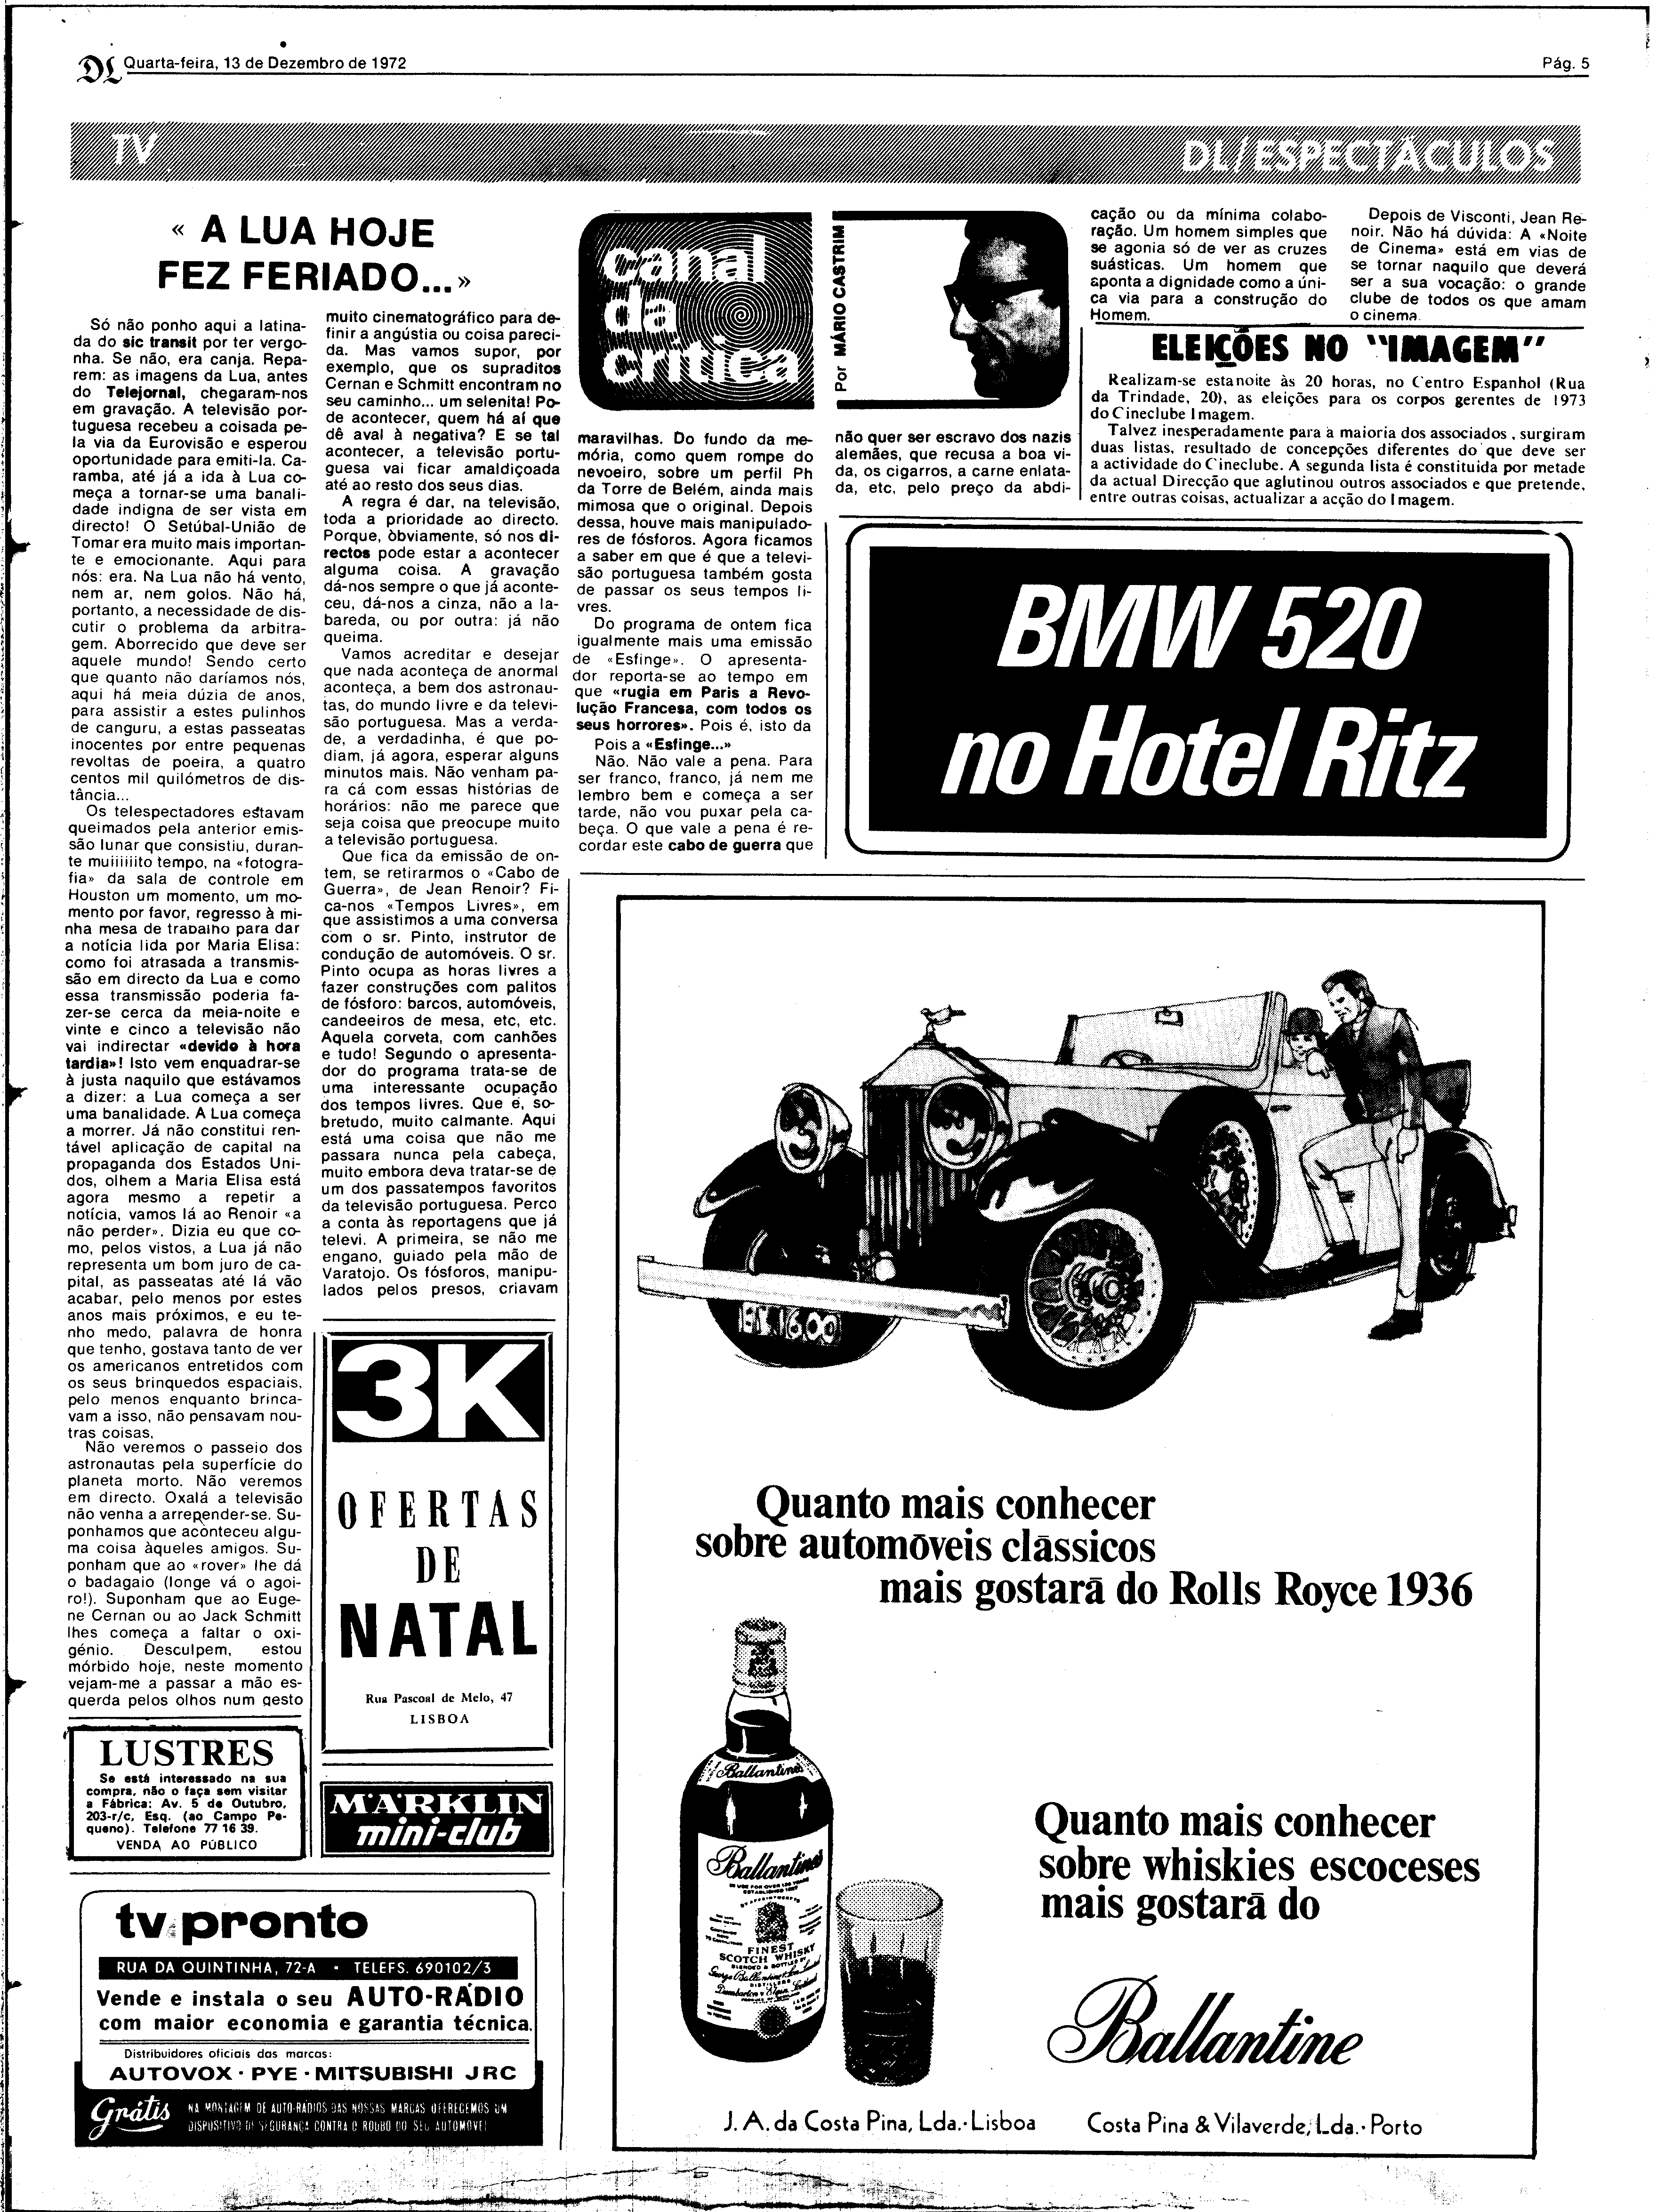 DL Quarta-feira, 13 de Dezembro de 1972
Pág. 5
TV
DL/ESPECTÁCULOS
« A LUA HOJE
FEZ FERIADO... »
Só não ponho aqui a latina-
da do sic transit por ter vergo-
nha. Se não, era canja. Repa-
rem: as imagens da Lua, antes
do Telejornal, chegaram-nos
em gravação. A televisão por-
tuguesa recebeu a coisada pe-
la via da Eurovisão e esperou
oportunidade para emiti-la. Ca-
ramba, até já a ida à Lua co-
meça a tornar-se uma banali-
dade indigna de ser vista em
directo! O Setúbal-União de
Tomar era muito mais importan-
te e emocionante. Aqui para
nós: era. Na Lua não há vento,
nem ar, nem golos. Não há,
portanto, a necessidade de dis-
cutir o problema da arbitra-
gem. Aborrecido que deve ser
aquele mundo! Sendo certo
que quanto não daríamos nós,
aqui há meia dúzia de anos,
para assistir a estes pulinhos
de canguru, a estas passeatas
inocentes por entre pequenas
revoltas de poeira, a quatro
centos mil quilómetros de dis-
tância...
Os telespectadores estavam
queimados pela anterior emis-
são lunar que consistiu, duran-
te muiiiiiito tempo, na «fotogra-
fia» da sala de controle em
Houston um momento, um mo-
mento por favor, regresso à mi-
nha mesa de trabalho para dar
a notícia lida por Maria Elisa:
como foi atrasada a transmis-
são em directo da Lua e como
essa transmissão poderia fa-
zer-se cerca da meia-noite e
vinte e cinco a televisão não
vai indirectar «devido à hora
tardia»! Isto vem enquadrar-se
à justa naquilo que estávamos
a dizer: a Lua começa a ser
uma banalidade. A Lua começa
a morrer. Já não constitui ren-
tável aplicação de capital na
propaganda dos Estados Uni-
dos, olhem a Maria Elisa está
agora mesmo a repetir a
notícia, vamos lá ao Renoir «a
não perder». Dizia eu que co-
mo, pelos vistos, a Lua já não
representa um bom juro de ca-
pital, as passeatas até lá vão
acabar, pelo menos por estes
anos mais próximos, e eu te-
nho medo, palavra de honra
que tenho, gostava tanto de ver
os americanos entretidos com
os seus brinquedos espaciais,
pelo menos enquanto brinca-
vam a isso, não pensavam nou-
tras coisas,
Não veremos o passeio dos
astronautas pela superfície do
planeta morto. Não veremos
em directo. Oxalá a televisão
não venha a arrepender-se. Su-
ponhamos que aconteceu algu-
ma coisa àqueles amigos. Su-
ponham que ao «rover» lhe dá
o badagaio (longe vá o agoi-
ro!). Suponham que ao Euge-
ne Cernan ou ao Jack Schmitt
lhes começa a faltar o oxi-
génio. Desculpem, estou
mórbido hoje, neste momento
vejam-me a passar a mão es-
querda pelos olhos num gesto
muito cinematográfico para de-
finir a angústia ou coisa pareci-
da. Mas vamos supor, por
exemplo, que os supraditos
Cernan e Schmitt encontram no
seu caminho... um selenita! Po-
de acontecer, quem há aí que
dê aval à negativa? E se tal
acontecer, a televisão portu-
guesa vai ficar amaldiçoada
até ao resto dos seus dias.
A regra é dar, na televisão,
toda a prioridade ao directo.
Porque, òbviamente, só nos di-
rectos pode estar a acontecer
alguma coisa. A gravação
dá-nos sempre o que já aconte-
ceu, dá-nos a cinza, não a la-
bareda, ou por outra: já não
queima.
Vamos acreditar e desejar
que nada aconteça de anormal
aconteça, a bem dos astronau-
tas, do mundo livre e da televi-
são portuguesa. Mas a verda-
de, a verdadinha, é que po-
diam, já agora, esperar alguns
minutos mais. Não venham pa-
ra cá com essas histórias de
horários: não me parece que
seja coisa que preocupe muito
a televisão portuguesa.
Que fica da emissão de on-
tem, se retirarmos o «Cabo de
Guerra», de Jean Renoir? Fi-
ca-nos «Tempos Livres», em
que assistimos a uma conversa
com o sr. Pinto, instrutor de
condução de automóveis. O sr.
Pinto ocupa as horas livres a
fazer construções com palitos
de fósforo: barcos, automóveis,
candeeiros de mesa, etc, etc.
Aquela corveta, com canhões
e tudo! Segundo o apresenta-
dor do programa trata-se de
uma interessante ocupação
dos tempos livres. Que é, so-
bretudo, muito calmante. Aqui
está uma coisa que não me
passara nunca pela cabeça,
muito embora deva tratar-se de
um dos passatempos favoritos
da televisão portuguesa. Perco
a conta às reportagens que já
televi. A primeira, se não me
engano, guiado pela mão de
Varatojo. Os fósforos, manipu-
lados pelos presos, criavam
canal
da
crítica
Por MÁRIO CASTRIM
maravilhas. Do fundo da me-
mória, como quem rompe do
nevoeiro, sobre um perfil Ph
da Torre de Belém, ainda mais
mimosa que o original. Depois
dessa, houve mais manipulado-
res de fósforos. Agora ficamos
a saber em que é que a televi-
são portuguesa também gosta
de passar os seus tempos li-
vres.
Do programa de ontem fica
igualmente mais uma emissão
de «Esfinge». O apresenta-
dor reporta-se ao tempo em
que «rugia em Paris a Revo-
lução Francesa, com todos os
seus horrores». Pois é, isto da
Pois a «Esfinge...»
Não. Não vale a pena. Para
ser franco, franco, já nem me
lembro bem e começa a ser
tarde, não vou puxar pela ca-
beça. O que vale a pena é re-
cordar este cabo de guerra que
não quer ser escravo dos nazis
alemães, que recusa a boa vi-
da, os cigarros, a carne enlata-
da, etc, pelo preço da abdi-
cação ou da mínima colabo-
ração. Um homem simples que
se agonia só de ver as cruzes
suásticas. Um homem que
aponta a dignidade como a úni-
ca via para a construção do
Homem.
Depois de Visconti, Jean Re-
noir. Não há dúvida: A «Noite
de Cinema» está em vias de
se tornar naquilo que deverá
ser a sua vocação: o grande
clube de todos os que amam
o cinema.
ELEIÇÕES NO "IMAGEM"
Realizam-se esta noite às 20 horas, no Centro Espanhol (Rua
da Trindade, 20), as eleições para os corpos gerentes de 1973
do Cineclube Imagem.
Talvez inesperadamente para a maioria dos associados, surgiram
duas listas, resultado de concepções diferentes do que deve ser
a actividade do Cineclube. A segunda lista é constituida por metade
da actual Direcção que aglutinou outros associados e que pretende,
entre outras coisas, actualizar a acção do Imagem.
BMW 520
no Hotel Ritz
Quanto mais conhecer
sobre automóveis clássicos
mais gostará do Rolls Royce 1936
Quanto mais conhecer
sobre whiskies escoceses
mais gostará do
Ballantine
Ballantine's
Ballantine's
FINEST
SCOTCH WHISKY
J. A. da Costa Pina, Lda. · Lisboa
Costa Pina & Vilaverde, Lda. · Porto
3K
OFERTAS
DE
NATAL
Rua Pascoal de Melo, 47
LISBOA
MÄRKLIN
mini-club
LUSTRES
Se está interessado na sua
compra, não o faça sem visitar
a Fábrica: Av. 5 de Outubro,
203-r/c, Esq. (ao Campo Pe-
queno). Telefone 77 16 39.
VENDA AO PÚBLICO
tv pronto
RUA DA QUINTINHA, 72-A · TELEFS. 690102/3
Vende e instala o seu AUTO-RÁDIO
com maior economia e garantia técnica.
Distribuidores oficiais das marcas:
AUTOVOX · PYE · MITSUBISHI JRC
Grátis
NA MONTAGEM DE AUTO-RÁDIOS DAS NOSSAS MARCAS OFERECEMOS UM
DISPOSITIVO DE SEGURANÇA CONTRA O ROUBO DO SEU AUTOMÓVEL